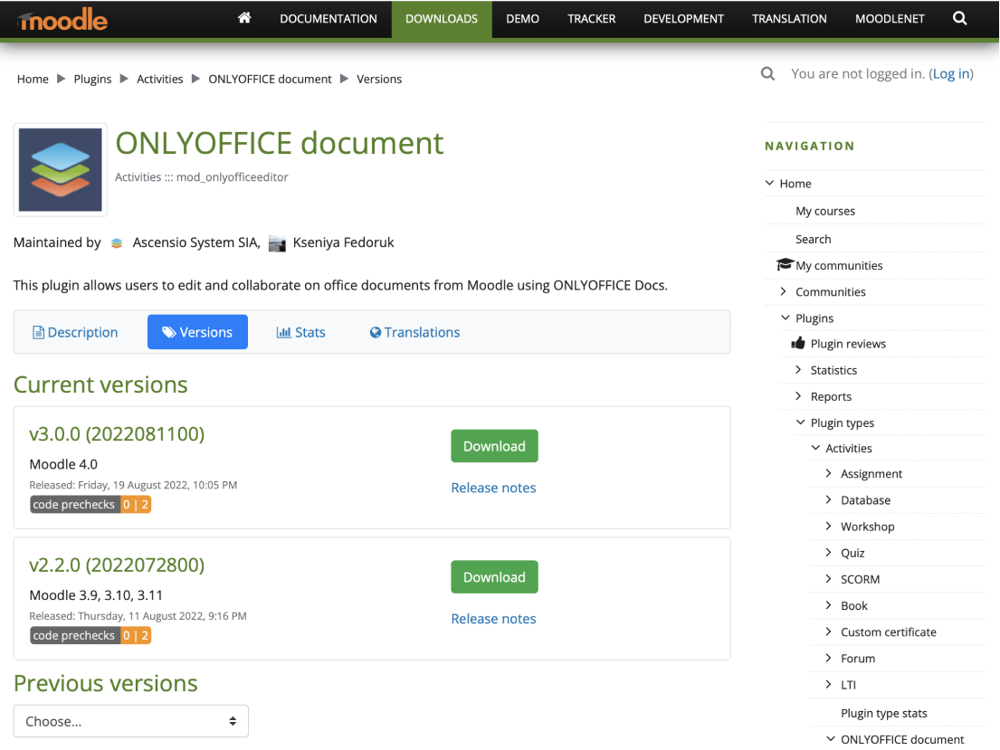 moodle
DOCUMENTATION DOWNLOADS DEMO TRACKER DEVELOPMENT TRANSLATION MOODLENET
Home Plugins Activities ONLYOFFICE document Versions
You are not logged in. (Log in)
ONLYOFFICE document
Activities ::: mod_onlyofficeeditor
Maintained by Ascensio System SIA, Kseniya Fedoruk
This plugin allows users to edit and collaborate on office documents from Moodle using ONLYOFFICE Docs.
Description Versions Stats Translations
Current versions
v3.0.0 (2022081100)
Moodle 4.0
Released: Friday, 19 August 2022, 10:05 PM
code prechecks 0 | 2
Download
Release notes
v2.2.0 (2022072800)
Moodle 3.9, 3.10, 3.11
Released: Thursday, 11 August 2022, 9:16 PM
code prechecks 0 | 2
Download
Release notes
Previous versions
Choose...
NAVIGATION
Home
My courses
Search
My communities
Communities
Plugins
Plugin reviews
Statistics
Reports
Plugin types
Activities
Assignment
Database
Workshop
Quiz
SCORM
Book
Custom certificate
Forum
LTI
Plugin type stats
ONLYOFFICE document